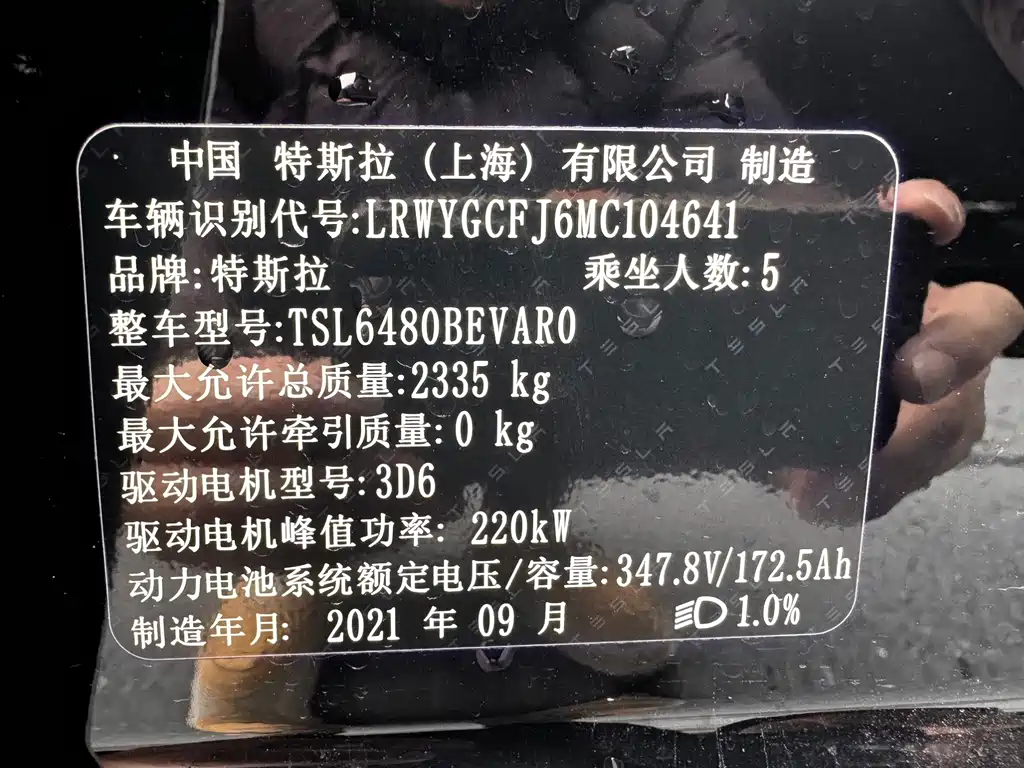 中国 特斯拉 (上海) 有限公司 制造
车辆识别代号:LRWYGCFJ6MC104641
品牌:特斯拉 乘坐人数:5
整车型号:TSL6480BEVAR0
最大允许总质量:2335 kg
最大允许牵引质量:0 kg
驱动电机型号:3D6
驱动电机峰值功率: 220kW
动力电池系统额定电压/容量:347.8V/172.5Ah
制造年月: 2021 年 09 月 1.0%
TESLA